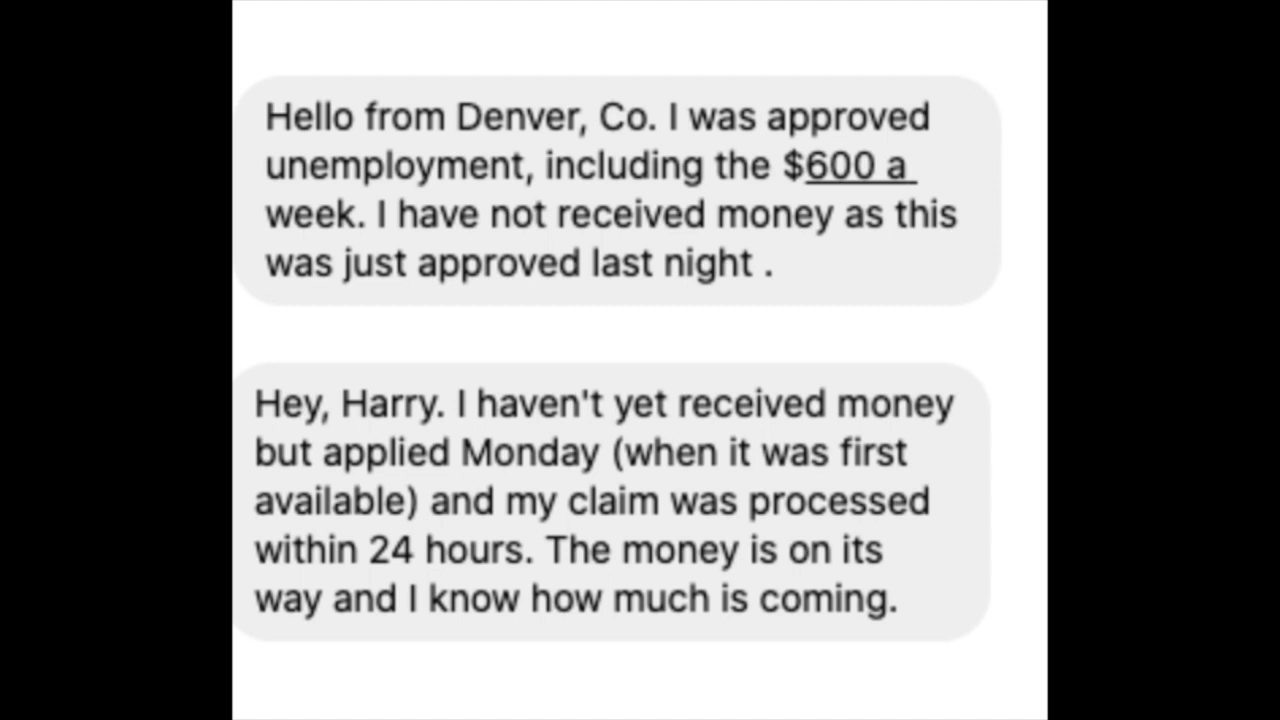 Hello from Denver, Co. I was approved
unemployment, including the $600 a
week. I have not received money as this
was just approved last night .
Hey, Harry. I haven't yet received money
but applied Monday (when it was first
available) and my claim was processed
within 24 hours. The money is on its
way and I know how much is coming.